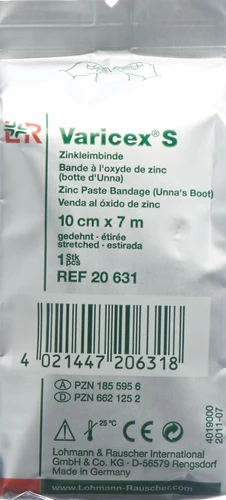 L&R
Varicex® S
Zinkleimbinde
Bande à l'oxyde de zinc
(botte d'Unna)
Zinc Paste Bandage (Unna's Boot)
Venda al óxido de zinc
10 cm x 7 m
gedehnt · étirée
stretched · estirada
1 Stk
pcs
REF 20 631
4 021447 206318
A PZN 185 595 6
D PZN 662 125 2
25 °C
4019000
2011-07
Lohmann & Rauscher International
GmbH & Co. KG · D-56579 Rengsdorf
Made in Germany
www.Lohmann-Rauscher.com